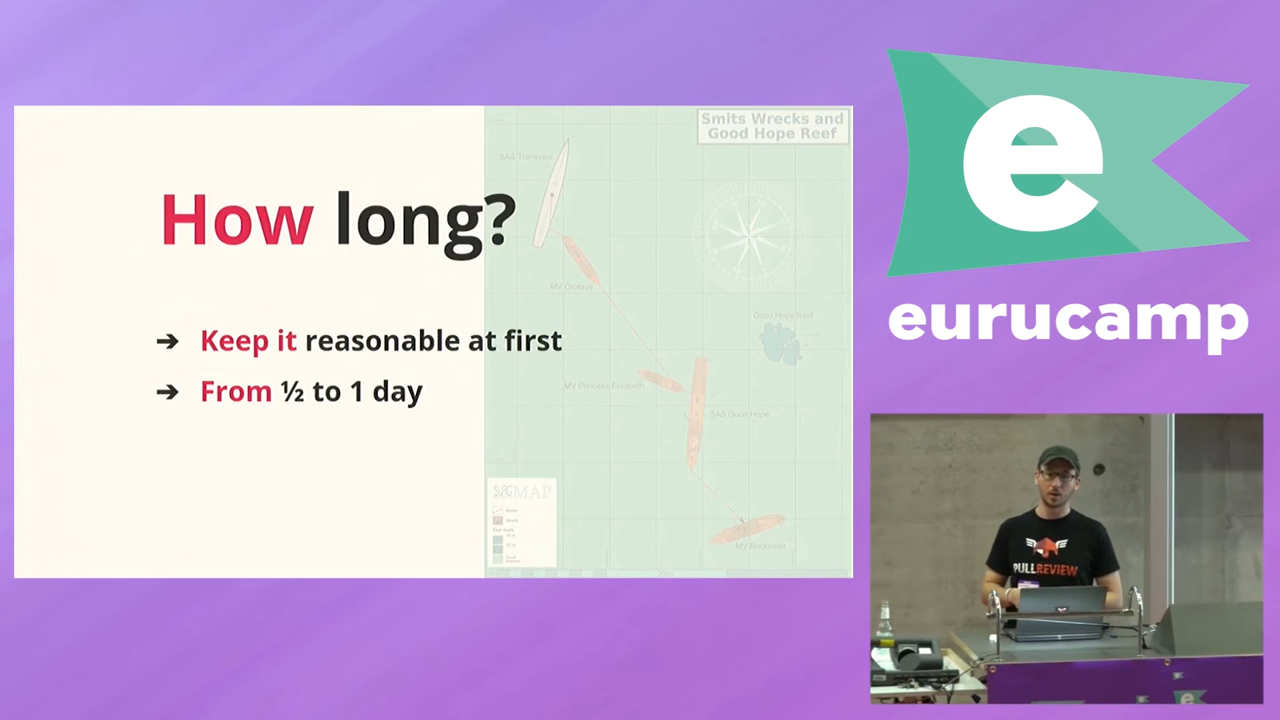 How long?
➔ Keep it reasonable at first
➔ From ½ to 1 day
Smits Wrecks and
Good Hope Reef
SAS Transvaal
MV Orotava
Good Hope Reef
MV Princess Elizabeth
SAS Good Hope
MV Rockeater
MAP
e
eurucamp
PULLREVIEW